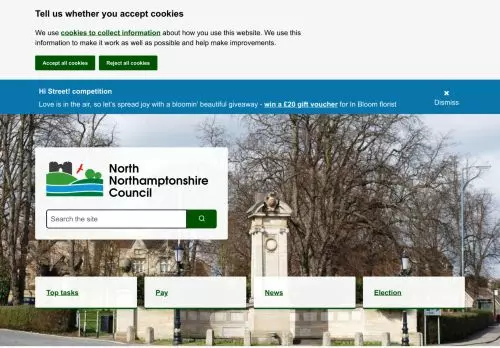 Tell us whether you accept cookies
We use cookies to collect information about how you use this website. We use this
information to make it work as well as possible and help make improvements.
Accept all cookies
Reject all cookies
Hi Street! competition
Love is in the air, so let's spread joy with a bloomin' beautiful giveaway - win a £20 gift voucher for In Bloom florist
Dismiss
North
Northamptonshire
Council
Search the site
Top tasks
Pay
News
Election